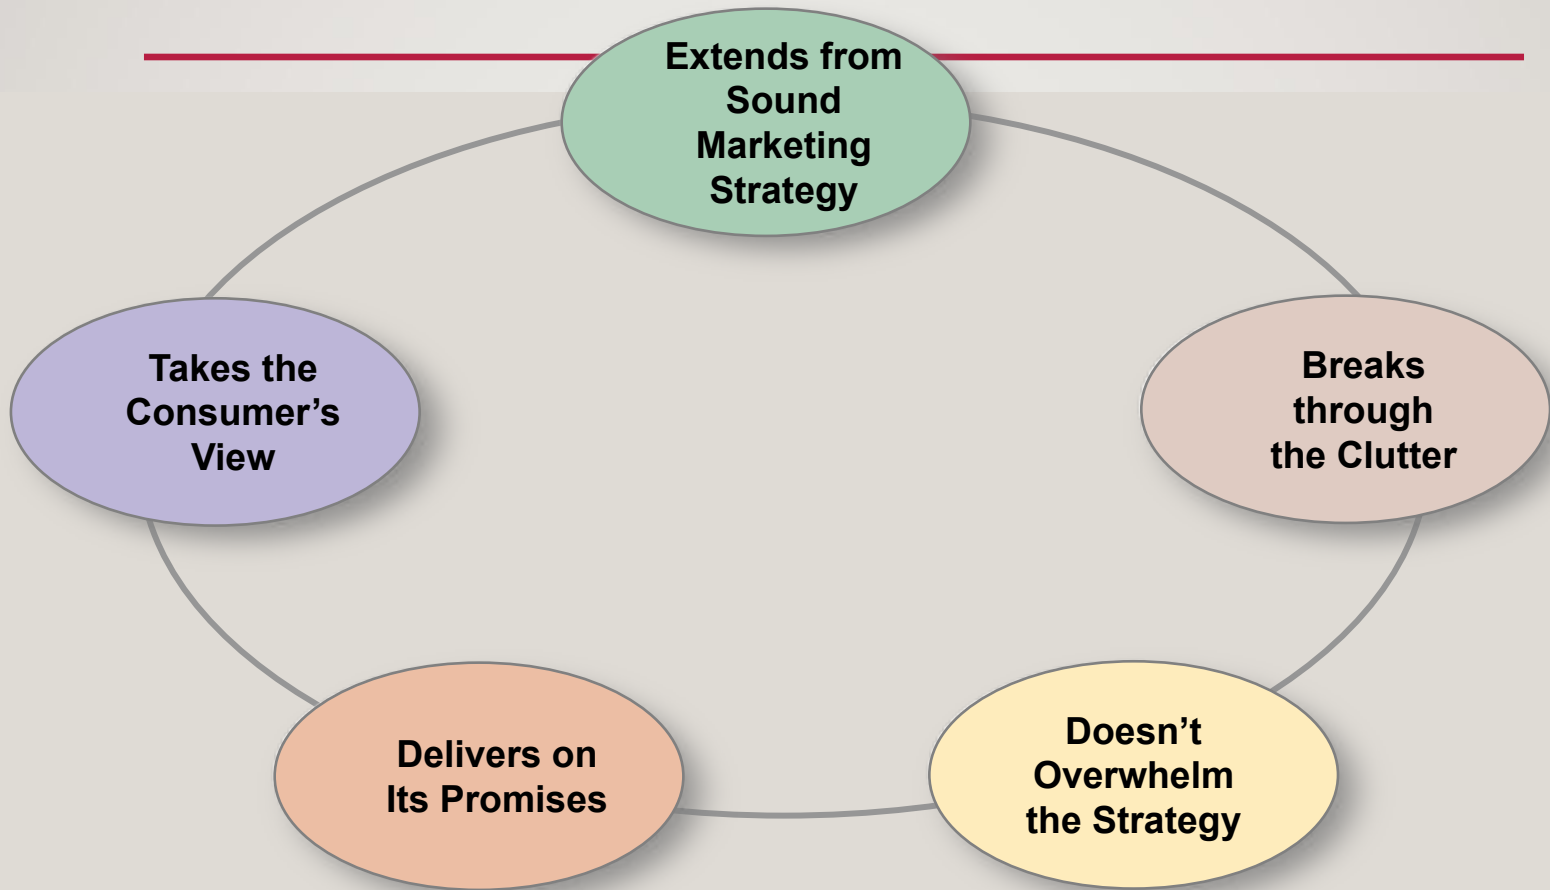 Extends from
Sound
Marketing
Strategy
Takes the
Consumer’s
View
Breaks
through
the Clutter
Delivers on
Its Promises
Doesn’t
Overwhelm
the Strategy